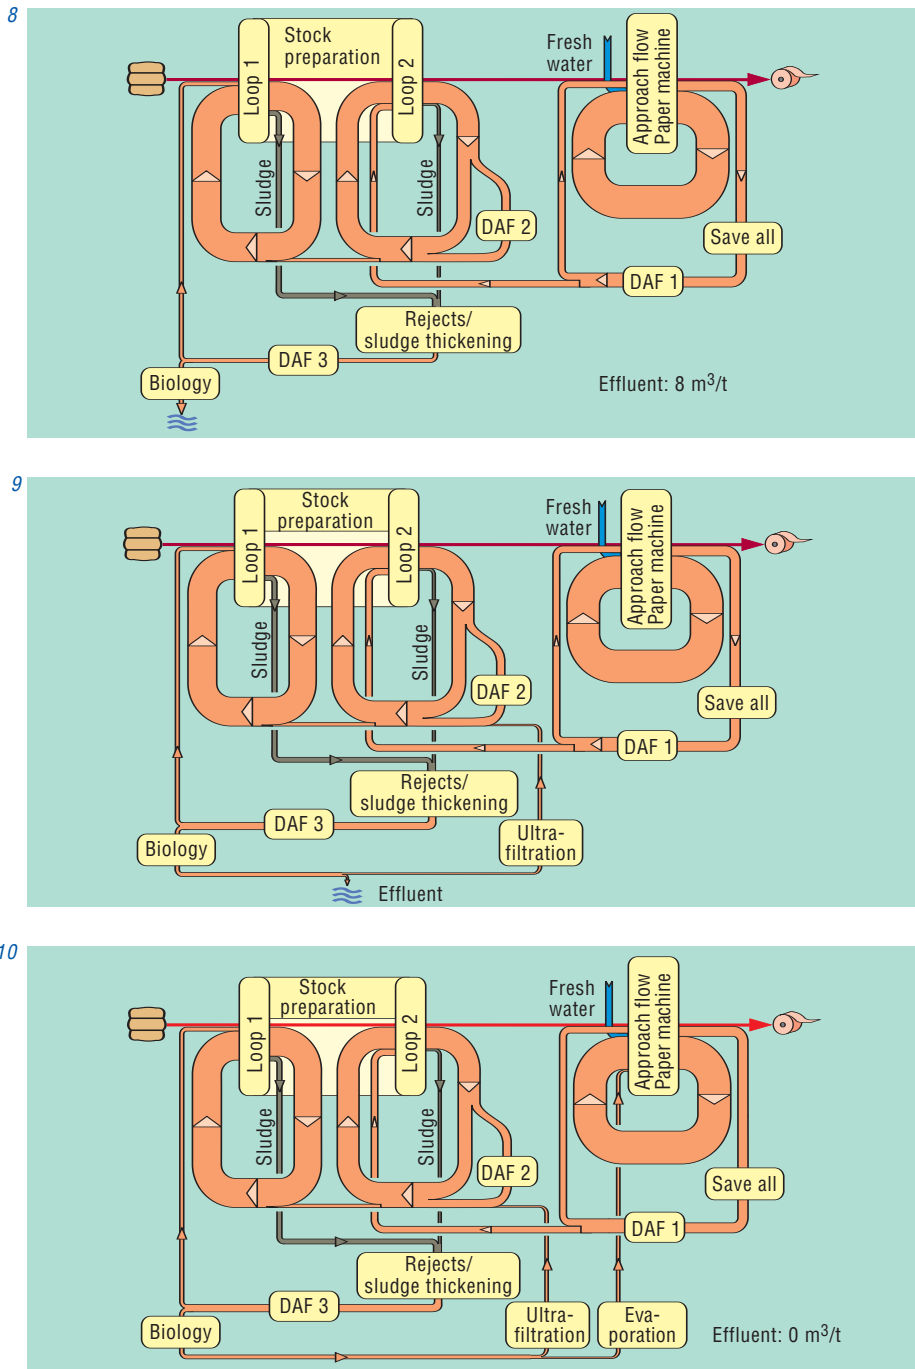 8
Stock
preparation
Loop 1
Loop 2
Fresh
water
Approach flow
Paper machine
Sludge
Sludge
DAF 2
Save all
DAF 1
Rejects/
sludge thickening
DAF 3
Biology
Effluent: 8 m³/t
9
Stock
preparation
Loop 1
Loop 2
Fresh
water
Approach flow
Paper machine
Sludge
Sludge
DAF 2
Save all
DAF 1
Rejects/
sludge thickening
DAF 3
Ultra-
filtration
Biology
Effluent
10
Stock
preparation
Loop 1
Loop 2
Fresh
water
Approach flow
Paper machine
Sludge
Sludge
DAF 2
Save all
DAF 1
Rejects/
sludge thickening
DAF 3
Biology
Ultra-
filtration
Eva-
poration
Effluent: 0 m³/t